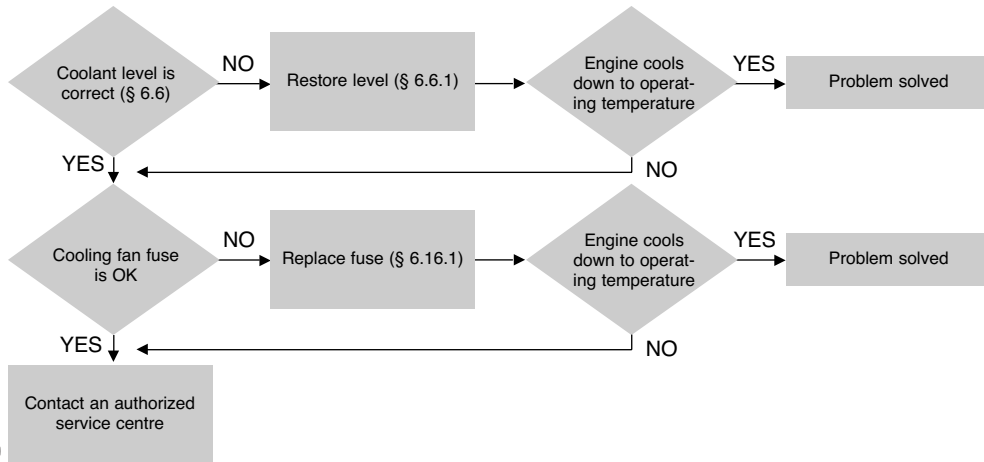 Coolant level is
correct (§ 6.6)
NO
Restore level (§ 6.6.1)
Engine cools
down to operat-
ing temperature
YES
Problem solved
YES
NO
Cooling fan fuse
is OK
NO
Replace fuse (§ 6.16.1)
Engine cools
down to operat-
ing temperature
YES
Problem solved
YES
NO
Contact an authorized
service centre